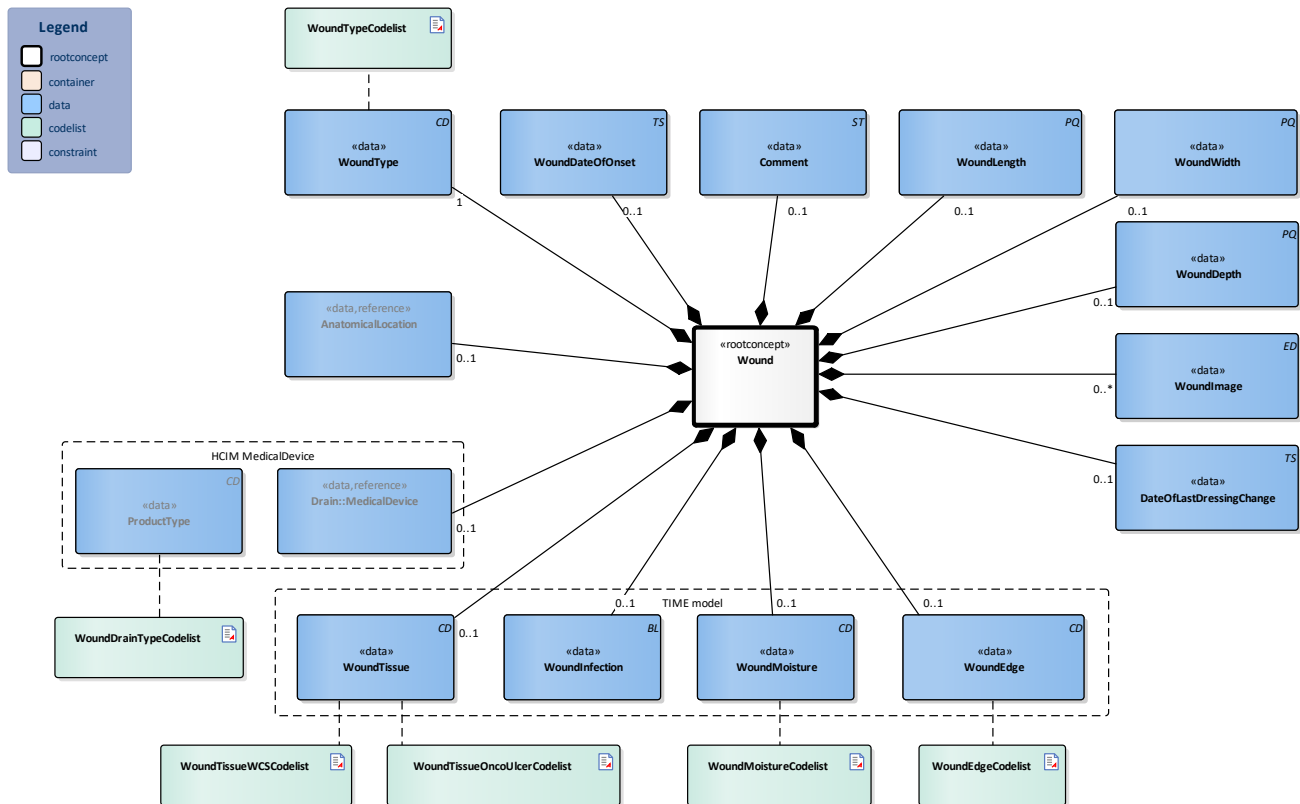 Legend
rootconcept
container
data
codelist
constraint
WoundTypeCodelist
CD
«data»
WoundType
1
TS
«data»
WoundDateOfOnset
0..1
ST
«data»
Comment
0..1
PQ
«data»
WoundLength
0..1
PQ
«data»
WoundWidth
0..1
PQ
«data»
WoundDepth
0..1
«data,reference»
AnatomicalLocation
0..1
«rootconcept»
Wound
ED
«data»
WoundImage
0..*
HCIM MedicalDevice
CD
«data»
ProductType
«data,reference»
Drain::MedicalDevice
0..1
TS
«data»
DateOfLastDressingChange
0..1
WoundDrainTypeCodelist
TIME model
CD
«data»
WoundTissue
0..1
BL
«data»
WoundInfection
0..1
CD
«data»
WoundMoisture
0..1
CD
«data»
WoundEdge
0..1
WoundTissueWCSCodelist
WoundTissueOncoUlcerCodelist
WoundMoistureCodelist
WoundEdgeCodelist